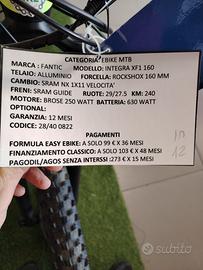 CATEGORIA: EBIKE MTB
MARCA : FANTIC MODELLO: INTEGRA XF1 160
TELAIO: ALLUMINIO FORCELLA: ROCKSHOX 160 MM
CAMBIO: SRAM NX 1X11 VELOCITA'
FRENI: SRAM GUIDE RUOTE: 29/27.5 KM: 240
MOTORE: BROSE 250 WATT BATTERIA: 630 WATT
OPTIONAL:
GARANZIA: 12 MESI
CODICE: 28/40 0822
PAGAMENTI
FORMULA EASY EBIKE: A SOLO 99 € X 36 MESI
FINANZIAMENTO CLASSICO: A SOLO 103 € X 48 MESI
PAGODIL/AGOS SENZA INTERSSI :273 € X 15 MESI
12
subito